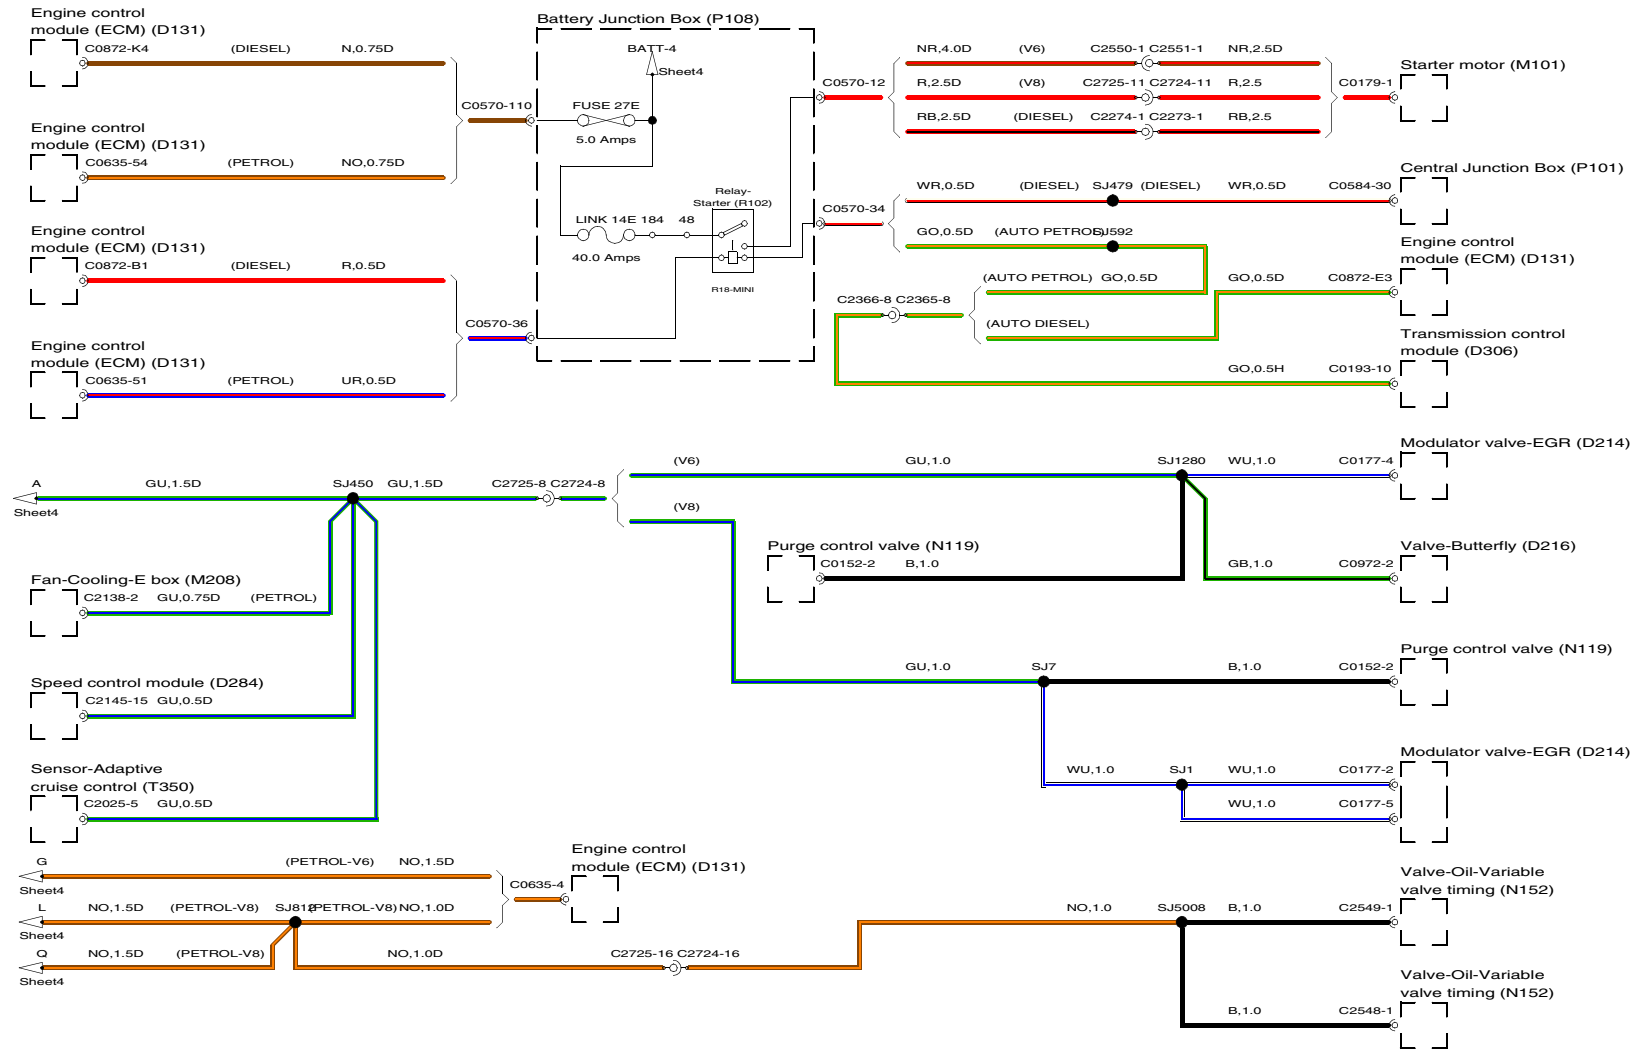 Engine control
module (ECM) (D131)
C0872-K4 (DIESEL) N,0.75D
Engine control
module (ECM) (D131)
C0635-54 (PETROL) NO,0.75D
C0570-110
Engine control
module (ECM) (D131)
C0872-B1 (DIESEL) R,0.5D
Engine control
module (ECM) (D131)
C0635-51 (PETROL) UR,0.5D
C0570-36
Battery Junction Box (P108)
BATT-4
Sheet4
FUSE 27E
5.0 Amps
Relay-
Starter (R102)
LINK 14E 184 48
40.0 Amps
R18-MINI
C0570-12
NR,4.0D (V6) C2550-1 C2551-1 NR,2.5D
R,2.5D (V8) C2725-11 C2724-11 R,2.5
RB,2.5D (DIESEL) C2274-1 C2273-1 RB,2.5
C0179-1
Starter motor (M101)
C0570-34
WR,0.5D (DIESEL) SJ479 (DIESEL) WR,0.5D C0584-30
Central Junction Box (P101)
GO,0.5D (AUTO PETROL) SJ592
(AUTO PETROL) GO,0.5D GO,0.5D C0872-E3
Engine control
module (ECM) (D131)
C2366-8 C2365-8
(AUTO DIESEL)
Transmission control
module (D306)
GO,0.5H C0193-10
A
Sheet4
GU,1.5D SJ450 GU,1.5D C2725-8 C2724-8
(V6) GU,1.0 SJ1280 WU,1.0 C0177-4
Modulator valve-EGR (D214)
(V8)
Purge control valve (N119)
C0152-2 B,1.0
GB,1.0 C0972-2
Valve-Butterfly (D216)
Fan-Cooling-E box (M208)
C2138-2 GU,0.75D (PETROL)
Speed control module (D284)
C2145-15 GU,0.5D
Sensor-Adaptive
cruise control (T350)
C2025-5 GU,0.5D
GU,1.0 SJ7 B,1.0 C0152-2
Purge control valve (N119)
Modulator valve-EGR (D214)
WU,1.0 SJ1 WU,1.0 C0177-2
WU,1.0 C0177-5
G
Sheet4
(PETROL-V6) NO,1.5D
C0635-4
Engine control
module (ECM) (D131)
L
Sheet4
NO,1.5D (PETROL-V8) SJ812 (PETROL-V8) NO,1.0D
Q
Sheet4
NO,1.5D (PETROL-V8) NO,1.0D C2725-16 C2724-16
NO,1.0 SJ5008 B,1.0 C2549-1
Valve-Oil-Variable
valve timing (N152)
Valve-Oil-Variable
valve timing (N152)
B,1.0 C2548-1